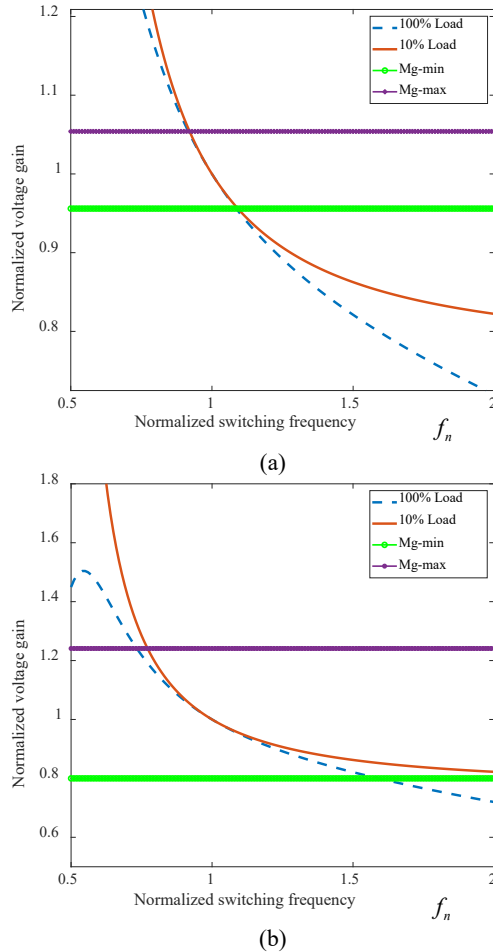 1.2
1.1
1
0.9
0.8
Normalized voltage gain
100% Load
10% Load
Mg-min
Mg-max
0.5
1
1.5
2
Normalized switching frequency
fn
(a)
1.8
1.6
1.4
1.2
1
0.8
0.6
Normalized voltage gain
100% Load
10% Load
Mg-min
Mg-max
0.5
1
1.5
2
Normalized switching frequency
fn
(b)